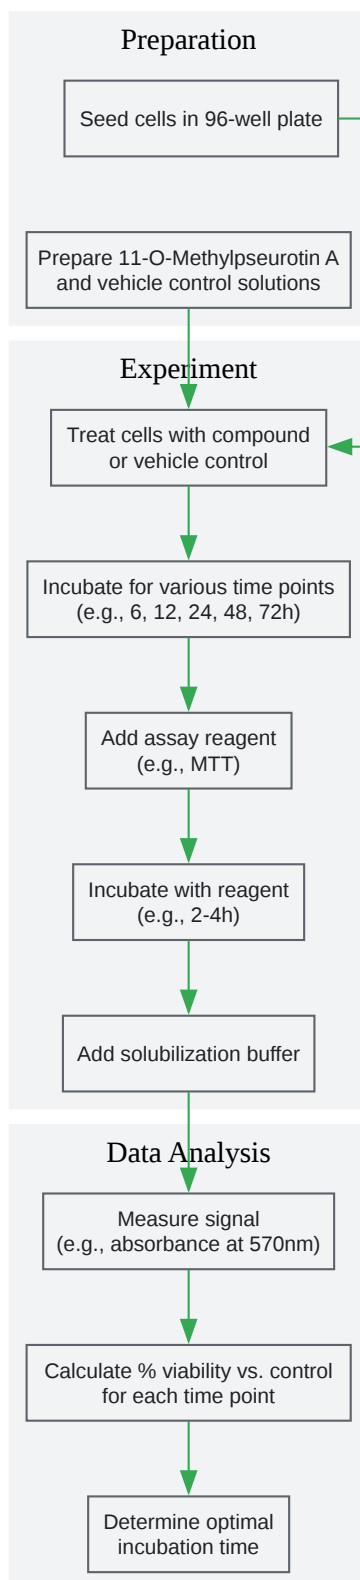 Preparation
Seed cells in 96-well plate
Prepare 11-O-Methylpseurotin A
and vehicle control solutions
Experiment
Treat cells with compound
or vehicle control
Incubate for various time points
(e.g., 6, 12, 24, 48, 72h)
Add assay reagent
(e.g., MTT)
Incubate with reagent
(e.g., 2-4h)
Add solubilization buffer
Data Analysis
Measure signal
(e.g., absorbance at 570nm)
Calculate % viability vs. control
for each time point
Determine optimal
incubation time